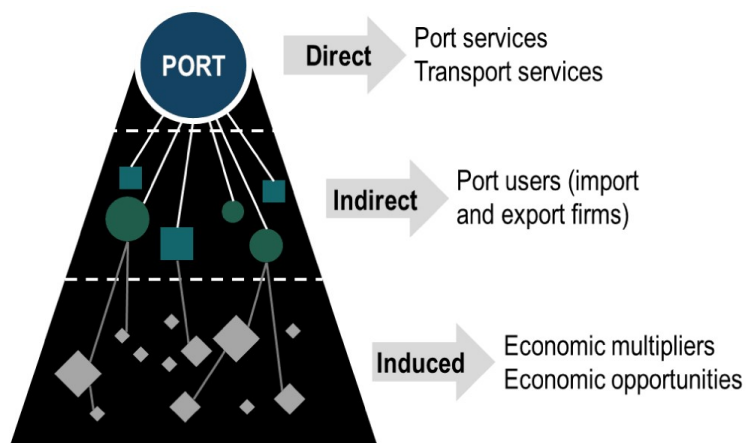 PORT
Direct
Port services
Transport services
Indirect
Port users (import
and export firms)
Induced
Economic multipliers
Economic opportunities